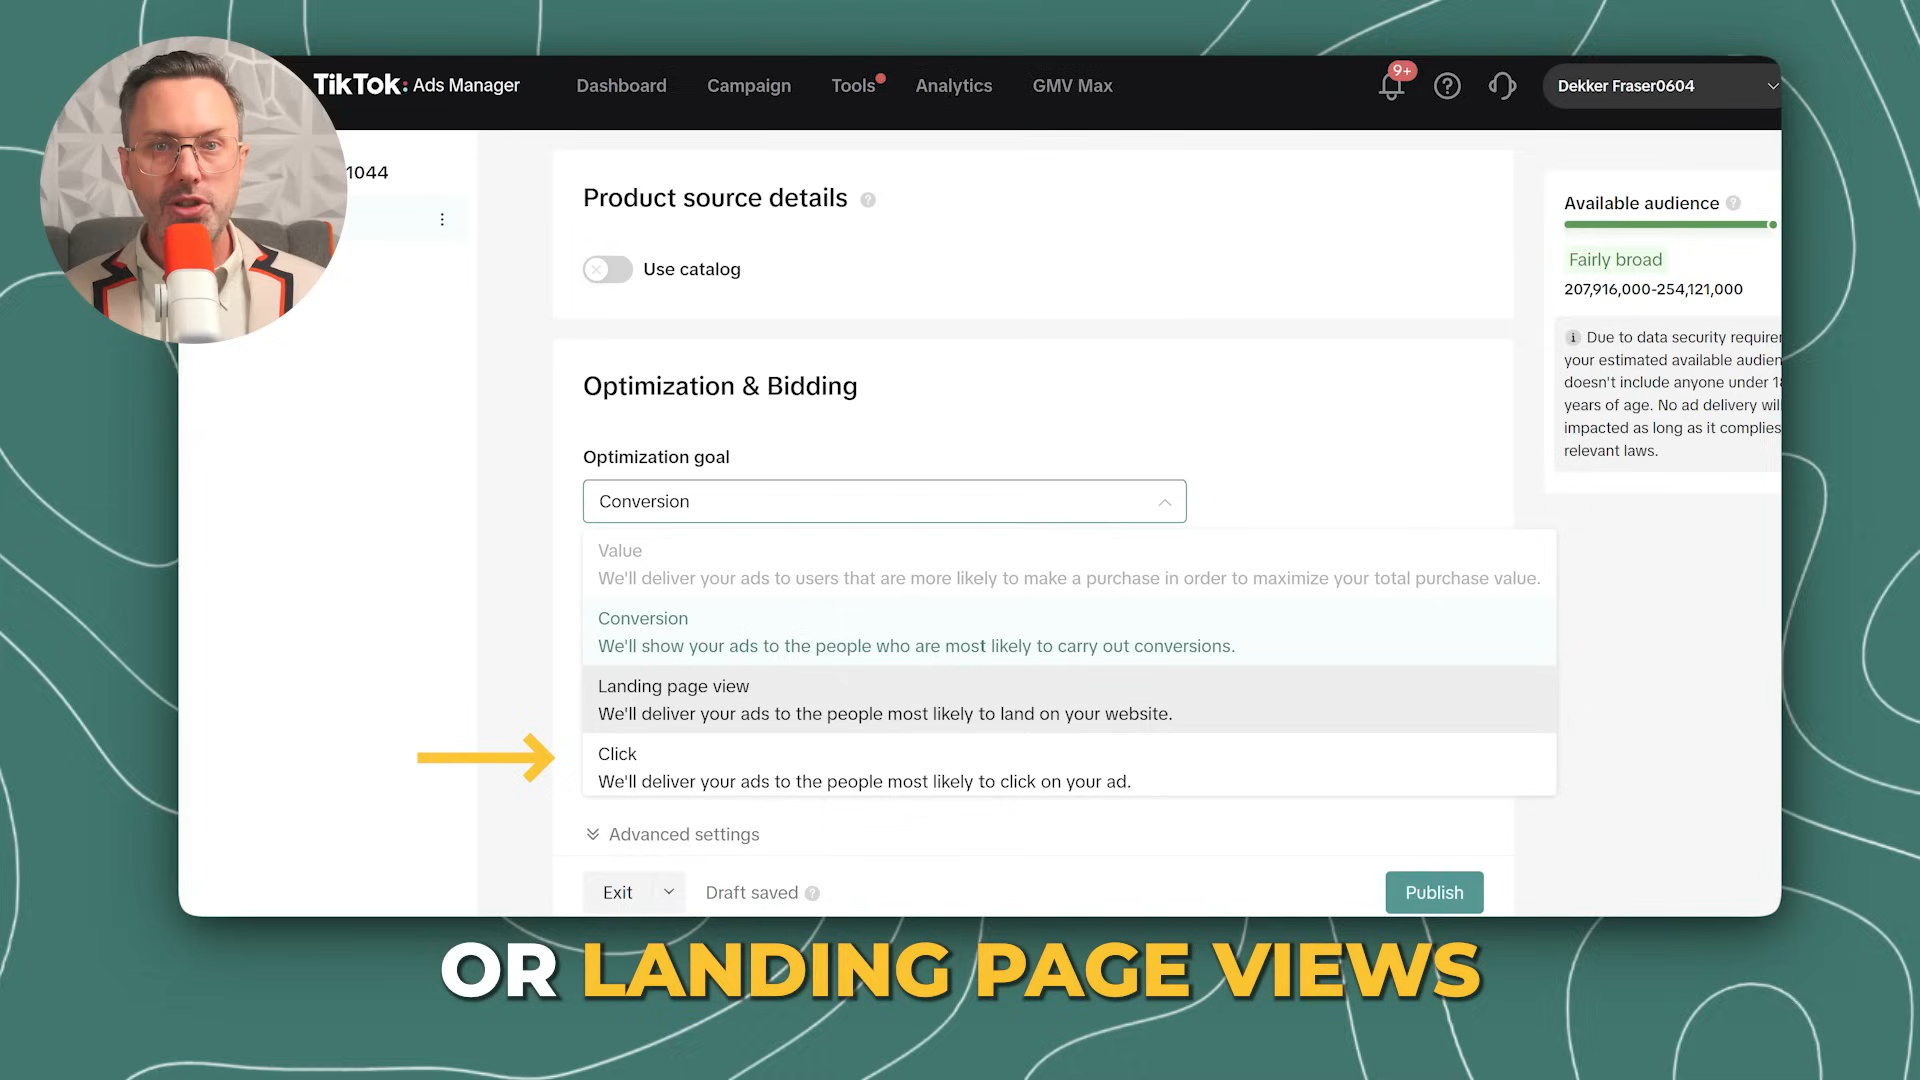 TikTok: Ads Manager
Dashboard
Campaign
Tools
Analytics
GMV Max
9+
Dekker Fraser0604
1044
Product source details
Use catalog
Available audience
Fairly broad
207,916,000-254,121,000
Due to data security
your estimated available
doesn't include anyone under
years of age. No ad delivery
impacted as long as it complies
relevant laws.
Optimization & Bidding
Optimization goal
Conversion
Value
We'll deliver your ads to users that are more likely to make a purchase in order to maximize your total purchase value.
Conversion
We'll show your ads to the people who are most likely to carry out conversions.
Landing page view
We'll deliver your ads to the people most likely to land on your website.
Click
We'll deliver your ads to the people most likely to click on your ad.
Advanced settings
Exit
Draft saved
Publish
OR LANDING PAGE VIEWS